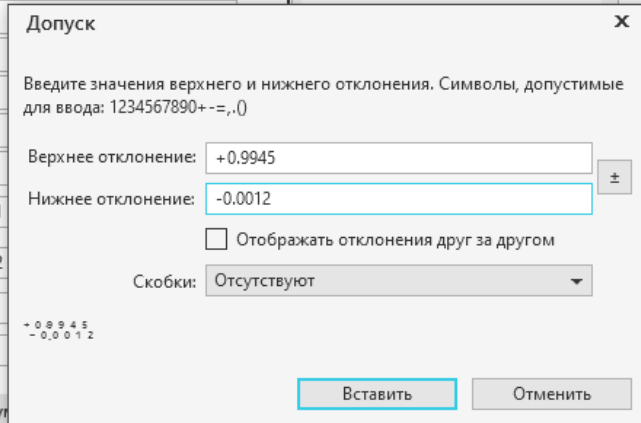 Допуск
Введите значения верхнего и нижнего отклонения. Символы, допустимые
для ввода: 1234567890+-=,.()
Верхнее отклонение: +0.9945
±
Нижнее отклонение: -0.0012
Отображать отклонения друг за другом
Скобки: Отсутствуют
+0.9945
-0.0012
Вставить Отменить